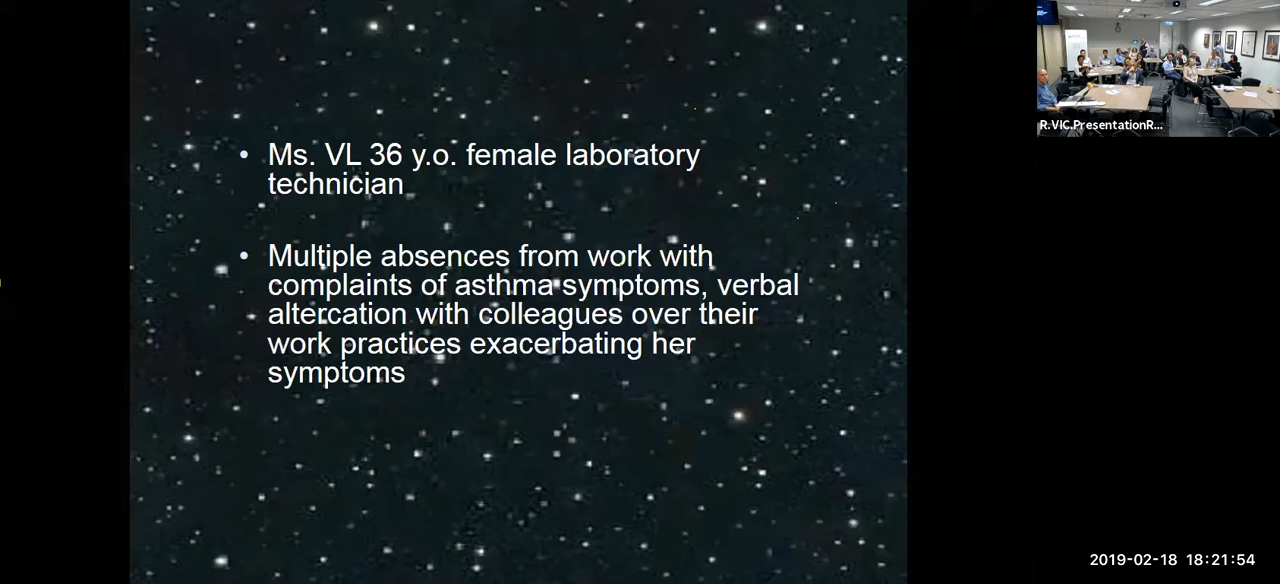 • Ms. VL 36 y.o. female laboratory
technician
• Multiple absences from work with
complaints of asthma symptoms, verbal
altercation with colleagues over their
work practices exacerbating her
symptoms
R.VIC.PresentationR...
2019-02-18 18:21:54